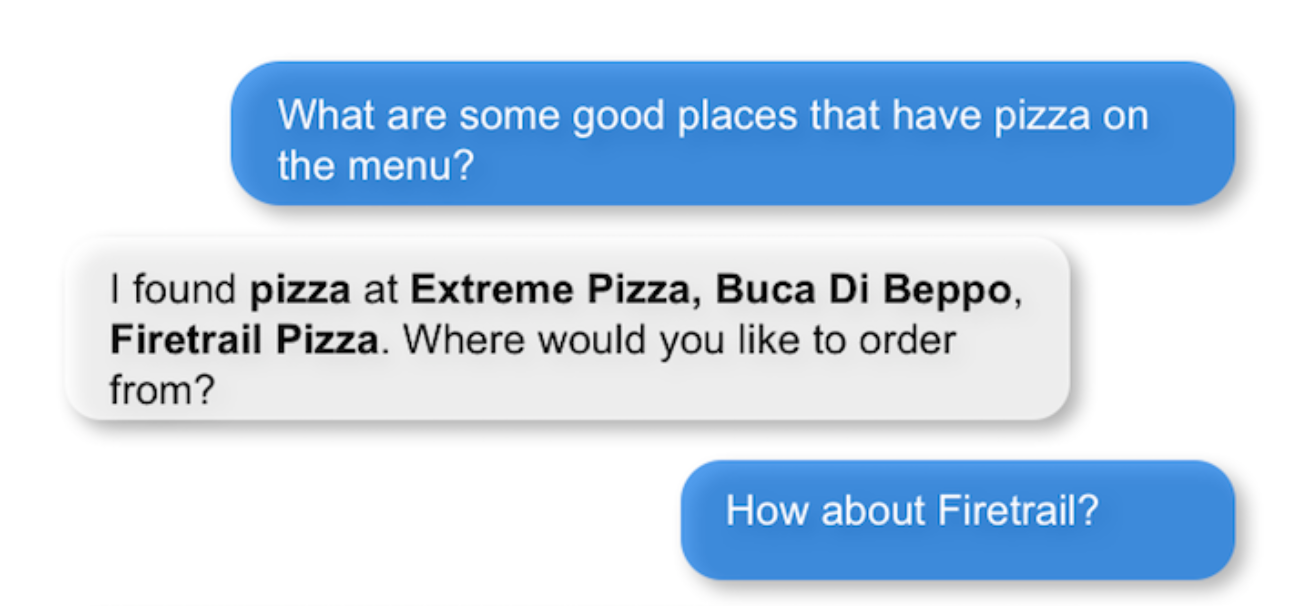 What are some good places that have pizza on
the menu?
I found pizza at Extreme Pizza, Buca Di Beppo,
Firetrail Pizza. Where would you like to order
from?
How about Firetrail?